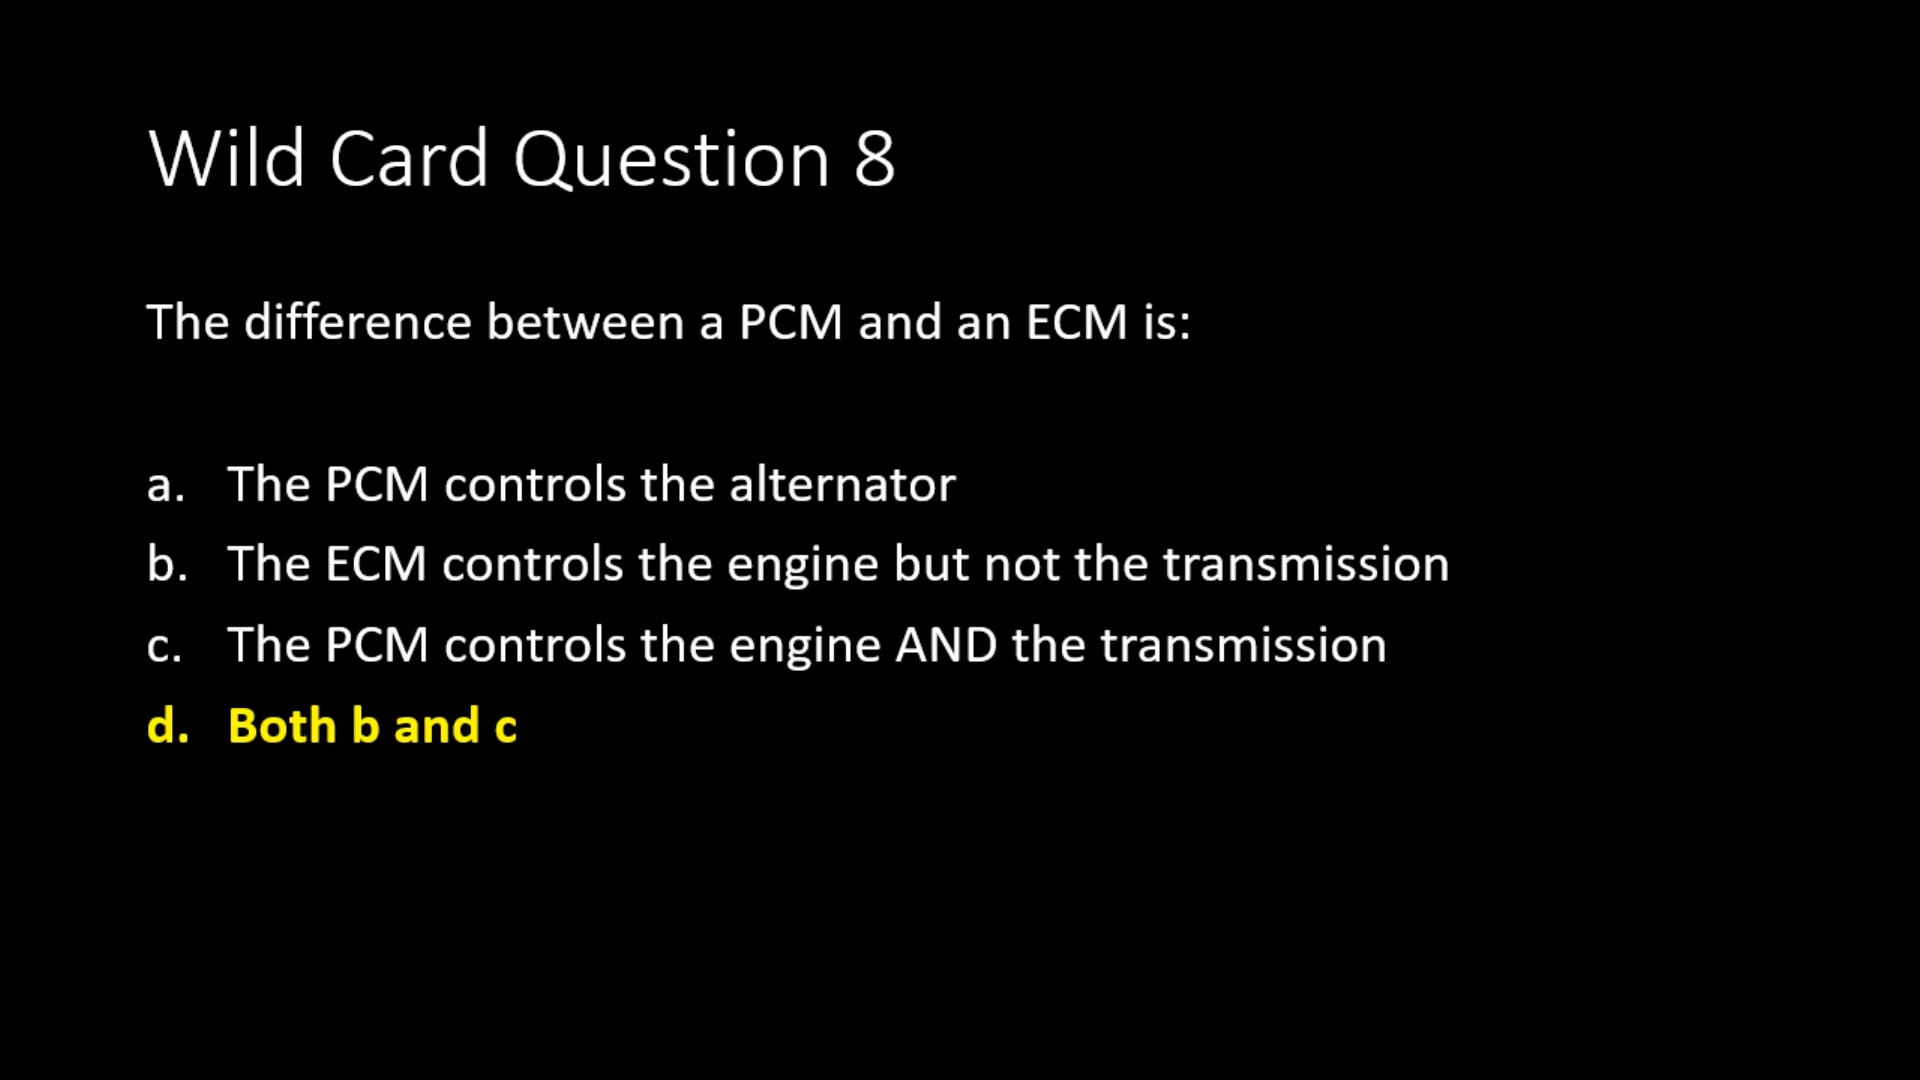 Wild Card Question 8
The difference between a PCM and an ECM is:
a. The PCM controls the alternator
b. The ECM controls the engine but not the transmission
c. The PCM controls the engine AND the transmission
d. Both b and c